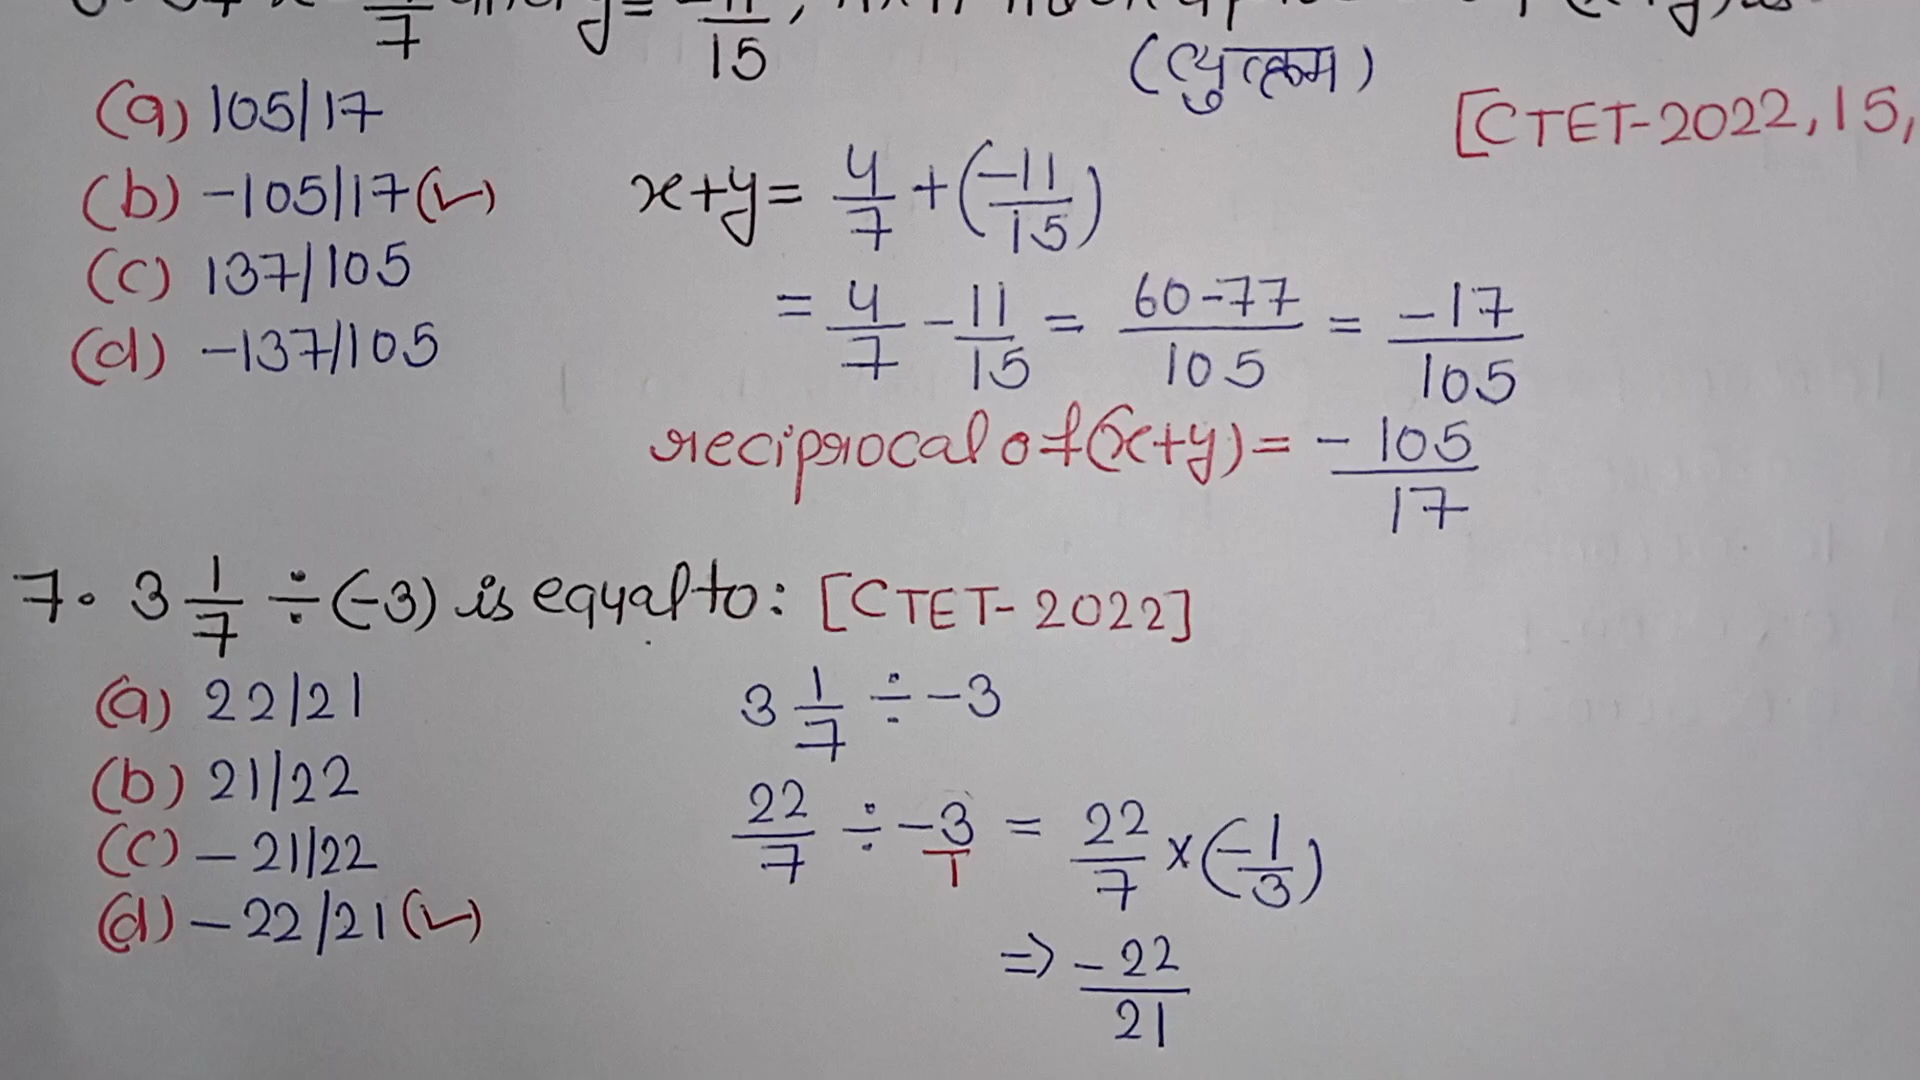 7 y = -11/15,
(व्युत्क्रम)
(a) 105/17
[CTET-2022, 15,
(b) -105/17 (✓)
x+y = 4/7 + (-11/15)
(c) 137/105
= 4/7 - 11/15 = 60-77/105 = -17/105
(d) -137/105
reciprocal of (x+y) = -105/17
7. 3 1/7 ÷ (-3) is equal to: [CTET-2022]
(a) 22/21
3 1/7 ÷ -3
(b) 21/22
22/7 ÷ -3/1 = 22/7 × (-1/3)
(c) - 21/22
(d) - 22/21 (✓)
⇒ -22/21